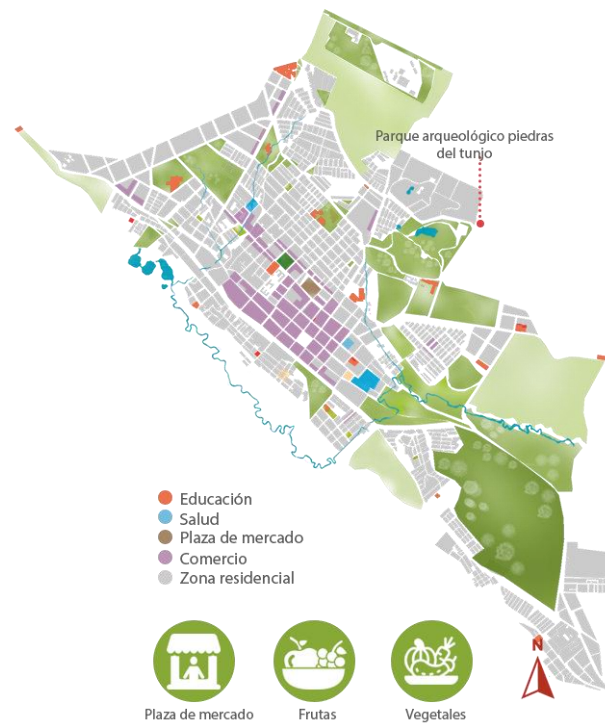 Parque arqueológico piedras
del tunjo
Educación
Salud
Plaza de mercado
Comercio
Zona residencial
N
Plaza de mercado
Frutas
Vegetales